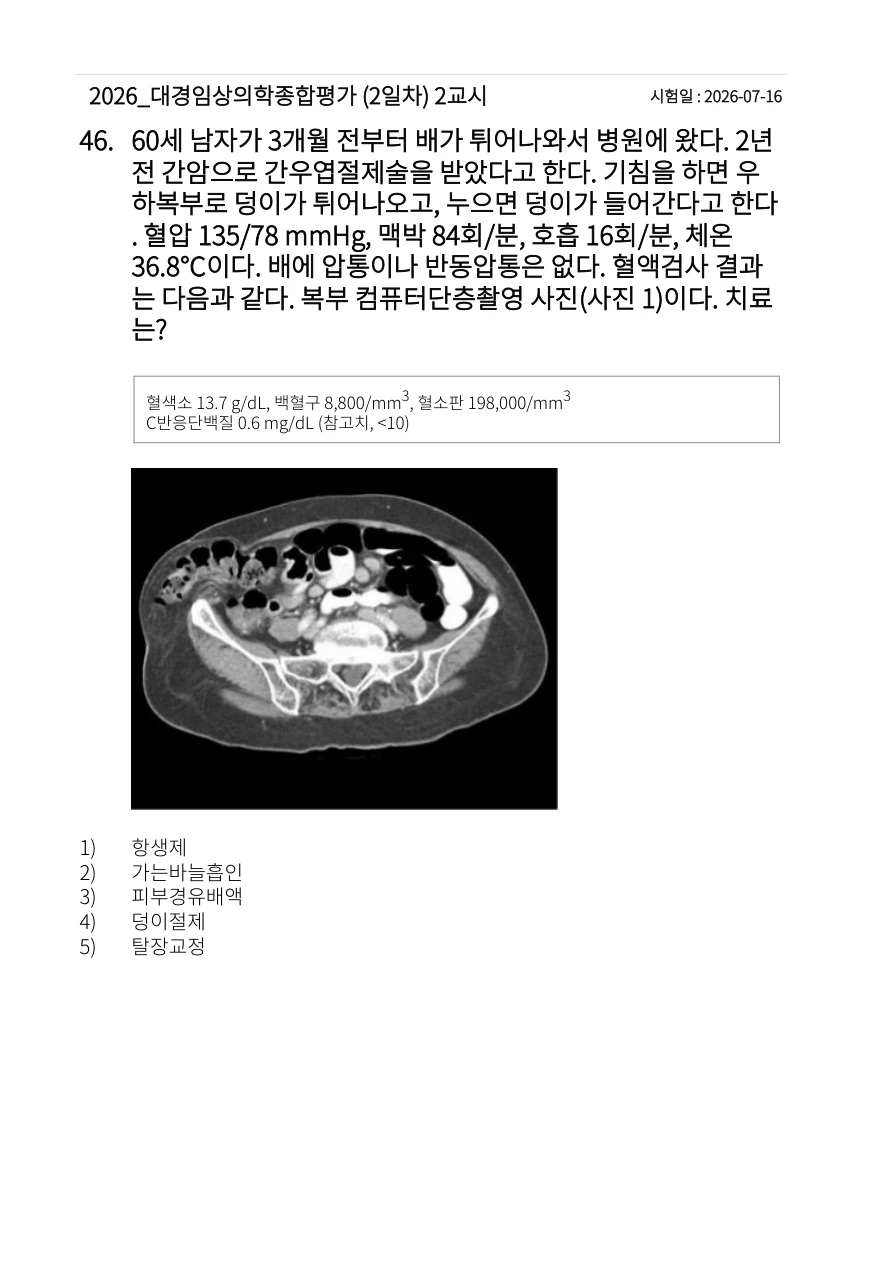 2026_대경임상의학종합평가 (2일차) 2교시
시험일 : 2026-07-16
46. 60세 남자가 3개월 전부터 배가 튀어나와서 병원에 왔다. 2년
전 간암으로 간우엽절제술을 받았다고 한다. 기침을 하면 우
하복부로 덩이가 튀어나오고, 누으면 덩이가 들어간다고 한다
. 혈압 135/78 mmHg, 맥박 84회/분, 호흡 16회/분, 체온
36.8℃이다. 배에 압통이나 반동압통은 없다. 혈액검사 결과
는 다음과 같다. 복부 컴퓨터단층촬영 사진(사진 1)이다. 치료
는?
혈색소 13.7 g/dL, 백혈구 8,800/mm³, 혈소판 198,000/mm³
C반응단백질 0.6 mg/dL (참고치, <10)
1) 항생제
2) 가는바늘흡인
3) 피부경유배액
4) 덩이절제
5) 탈장교정